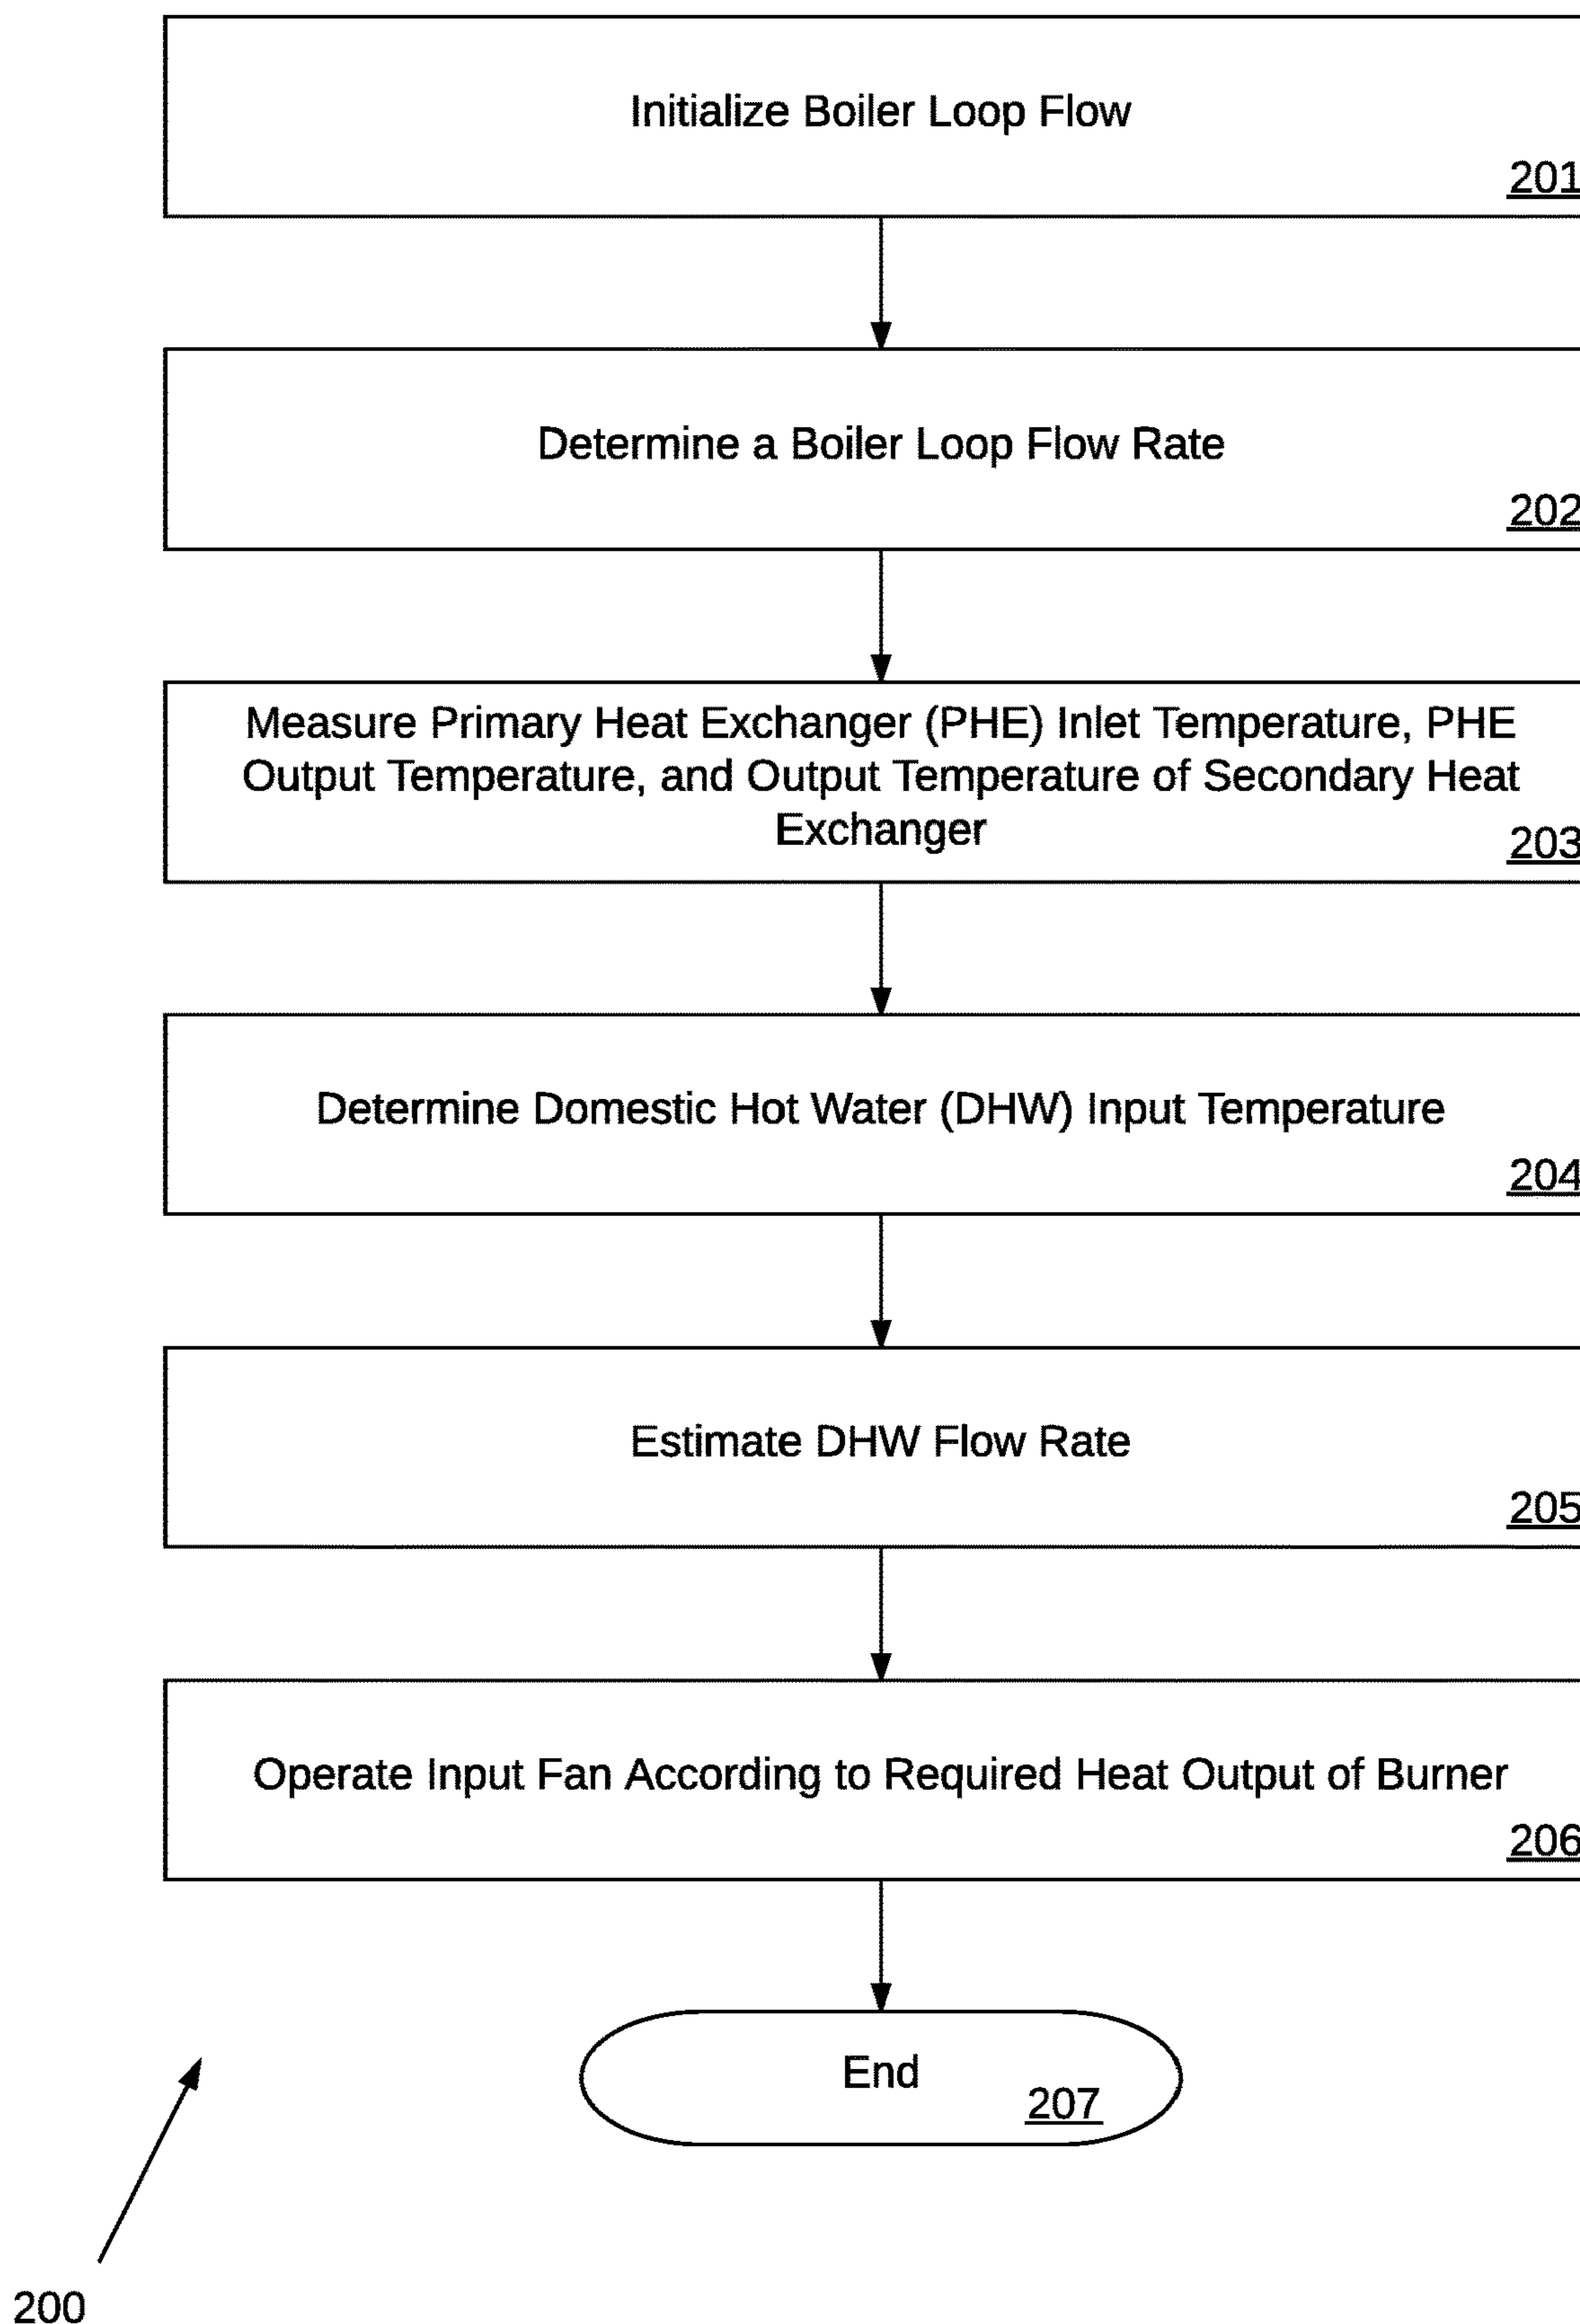 Initialize Boiler Loop Flow
201
Determine a Boiler Loop Flow Rate
202
Measure Primary Heat Exchanger (PHE) Inlet Temperature, PHE
Output Temperature, and Output Temperature of Secondary Heat
Exchanger
203
Determine Domestic Hot Water (DHW) Input Temperature
204
Estimate DHW Flow Rate
205
Operate Input Fan According to Required Heat Output of Burner
206
End
207
200